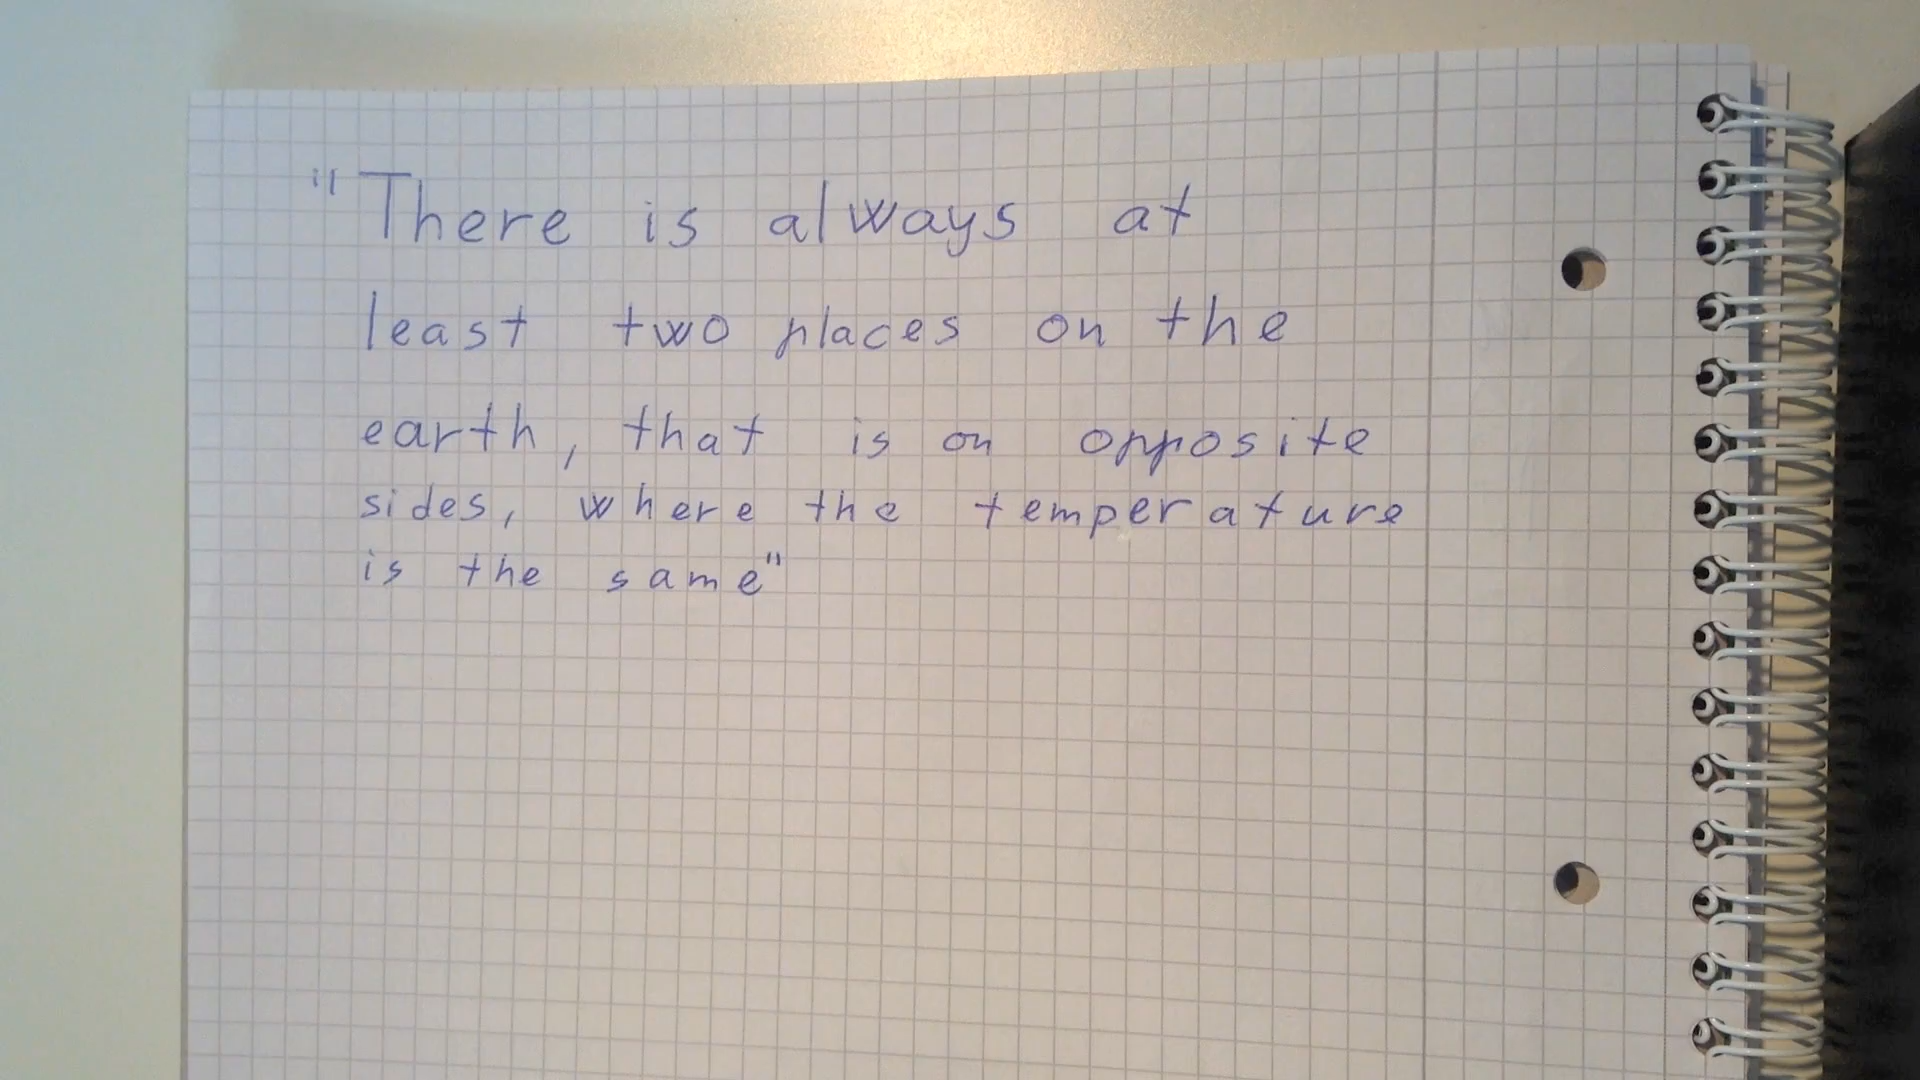 "There is always at
least two places on the
earth, that is on opposite
sides, where the temperature
is the same"